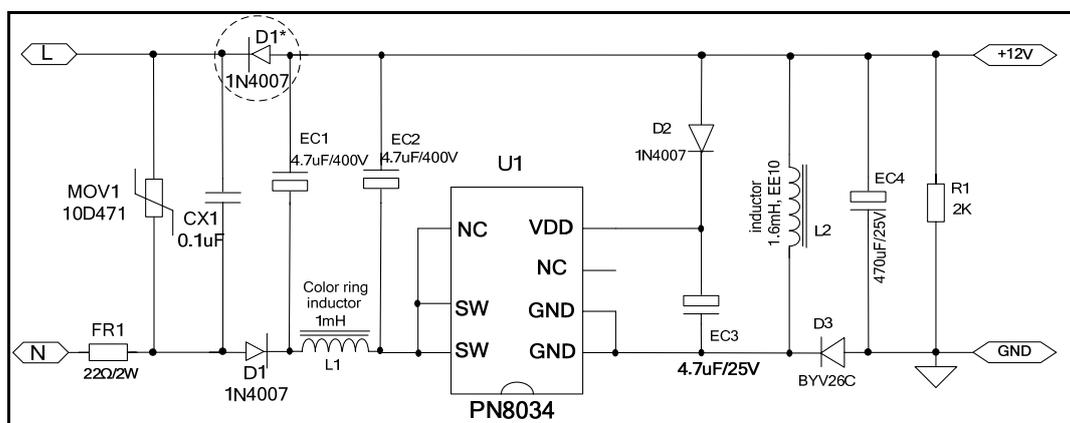 L
D1*
1N4007
+12V
MOV1
10D471
CX1
0.1uF
EC1
4.7uF/400V
EC2
4.7uF/400V
U1
NC
SW
SW
VDD
NC
GND
GND
PN8034
D2
1N4007
EC3
4.7uF/25V
inductor
1.6mH, EE10
L2
EC4
470uF/25V
R1
2K
N
FR1
22Ω/2W
D1
1N4007
Color ring
inductor
1mH
L1
D3
BYV26C
GND